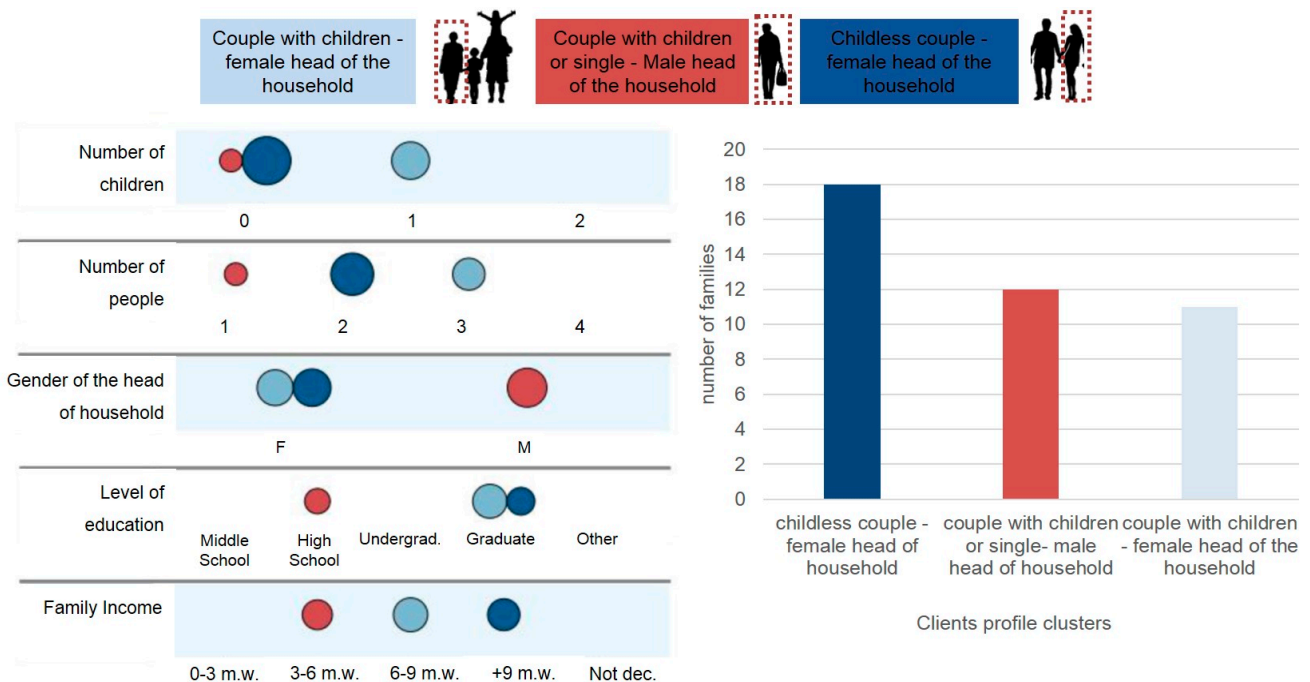 Couple with children -
female head of the
household
Couple with children
or single - Male head
of the household
Childless couple -
female head of the
household
Number of
children
0
1
2
Number of
people
1
2
3
4
Gender of the head
of household
F
M
Level of
education
Middle
School
High
School
Undergrad.
Graduate
Other
Family Income
0-3 m.w.
3-6 m.w.
6-9 m.w.
+9 m.w.
Not dec.
number of families
20
18
16
14
12
10
8
6
4
2
0
childless couple -
female head of
household
couple with children
or single- male
head of household
couple with children
- female head of the
household
Clients profile clusters